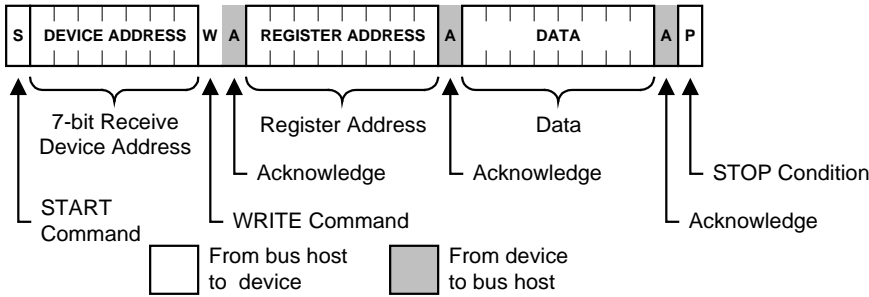 S DEVICE ADDRESS W A REGISTER ADDRESS A DATA A P
7-bit Receive
Device Address
Register Address
Data
Acknowledge
Acknowledge
STOP Condition
START
Command
WRITE Command
Acknowledge
From bus host
to device
From device
to bus host